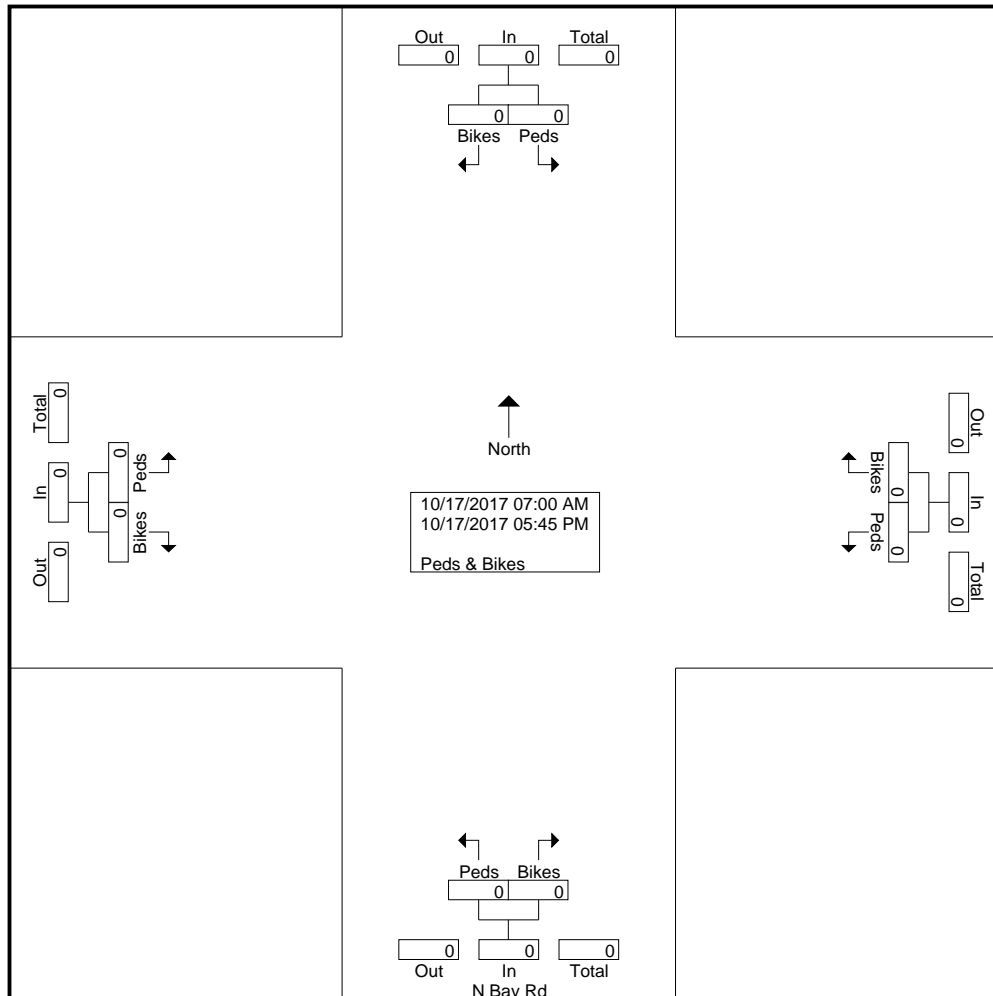 Out In Total
0 0 0
0 0
Bikes Peds
Total 0
In 0
Out 0
0 Peds
0 Bikes
North
10/17/2017 07:00 AM
10/17/2017 05:45 PM
Peds & Bikes
Bikes 0
Peds 0
Out 0
In 0
Total 0
Peds Bikes
0 0
0 0 0
Out In Total
N Bay Rd